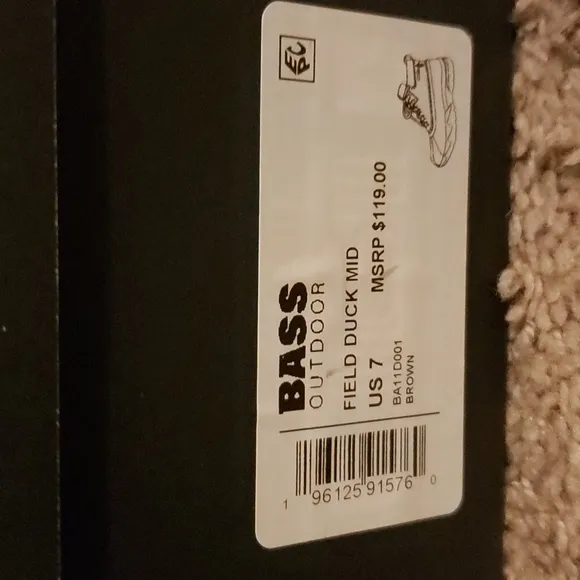 BASS
OUTDOOR
FIELD DUCK MID
US 7 MSRP $119.00
BA11D001
BROWN
1 96125 91576 0